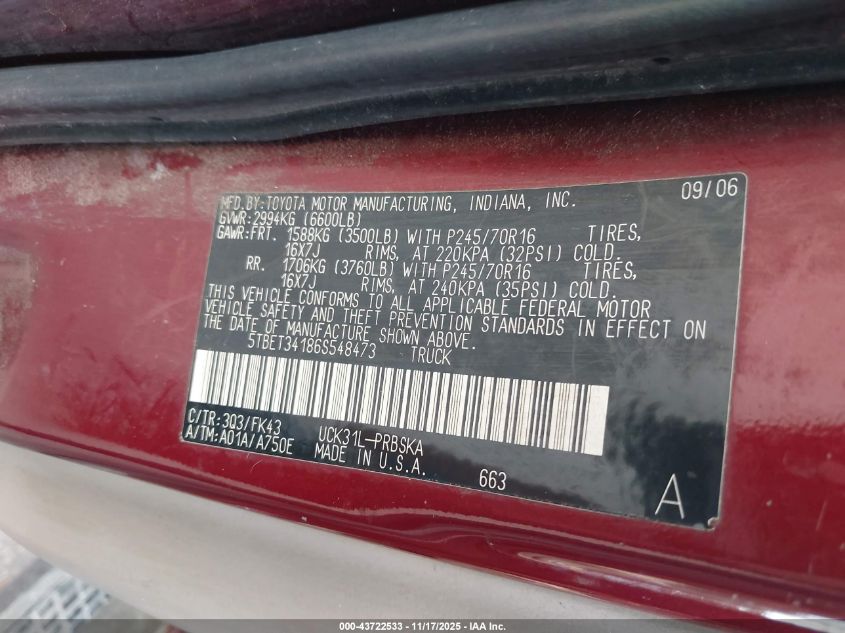 MFD.BY:TOYOTA MOTOR MANUFACTURING, INDIANA, INC. 09/06
GVWR:2994KG (6600LB)
GAWR:FRT. 1588KG (3500LB) WITH P245/70R16 TIRES,
16X7J RIMS, AT 220KPA (32PSI) COLD.
RR. 1706KG (3760LB) WITH P245/70R16 TIRES,
16X7J RIMS, AT 240KPA (35PSI) COLD.
THIS VEHICLE CONFORMS TO ALL APPLICABLE FEDERAL MOTOR
VEHICLE SAFETY AND THEFT PREVENTION STANDARDS IN EFFECT ON
THE DATE OF MANUFACTURE SHOWN ABOVE.
5TBET34186S548473 TRUCK
C/TR:3Q3/FK43 UCK31L-PRBSKA
A/TM:A01A/A750E MADE IN U.S.A.
663 A
000-43722533 - 11/17/2025 - IAA Inc.